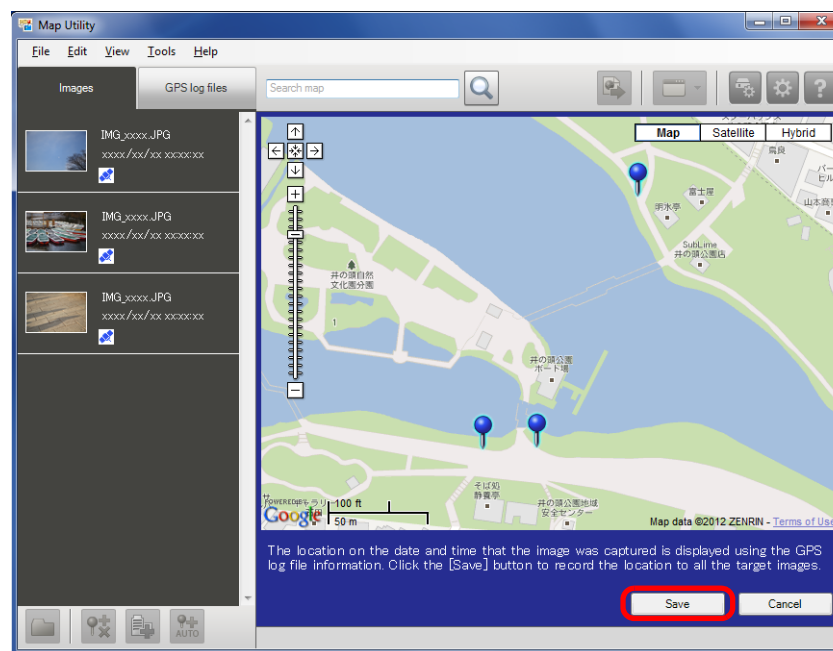 Map Utility
File Edit View Tools Help
Images
GPS log files
Search map
IMG_xxxx.JPG
xxxx/xx/xx xx:xx:xx
IMG_xxxx.JPG
xxxx/xx/xx xx:xx:xx
IMG_xxxx.JPG
xxxx/xx/xx xx:xx:xx
AUTO
Map Satellite Hybrid
富士屋
明水亭
SubLime
井の頭公園店
井の頭自然
文化園分園
1
井の頭公園
ボート場
そば処
静養亭
井の頭公園地域
安全センター
POWERED BY
Google
100 ft
50 m
Map data ©2012 ZENRIN - Terms of Use
The location on the date and time that the image was captured is displayed using the GPS
log file information. Click the [Save] button to record the location to all the target images.
Save
Cancel